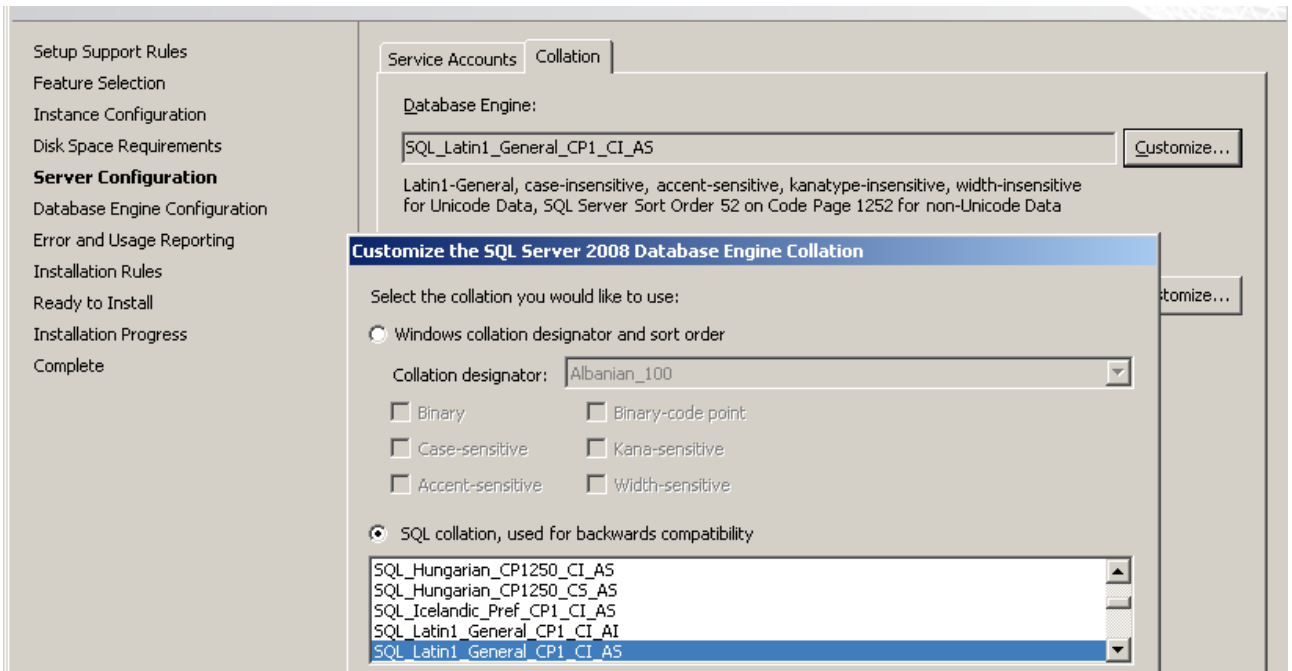 Setup Support Rules
Feature Selection
Instance Configuration
Disk Space Requirements
Server Configuration
Database Engine Configuration
Error and Usage Reporting
Installation Rules
Ready to Install
Installation Progress
Complete
Service Accounts Collation
Database Engine:
SQL_Latin1_General_CP1_CI_AS Customize...
Latin1-General, case-insensitive, accent-sensitive, kanatype-insensitive, width-insensitive
for Unicode Data, SQL Server Sort Order 52 on Code Page 1252 for non-Unicode Data
tomize...
Customize the SQL Server 2008 Database Engine Collation
Select the collation you would like to use:
Windows collation designator and sort order
Collation designator: Albanian_100
Binary Binary-code point
Case-sensitive Kana-sensitive
Accent-sensitive Width-sensitive
SQL collation, used for backwards compatibility
SQL_Hungarian_CP1250_CI_AS
SQL_Hungarian_CP1250_CS_AS
SQL_Icelandic_Pref_CP1_CI_AS
SQL_Latin1_General_CP1_CI_AI
SQL_Latin1_General_CP1_CI_AS